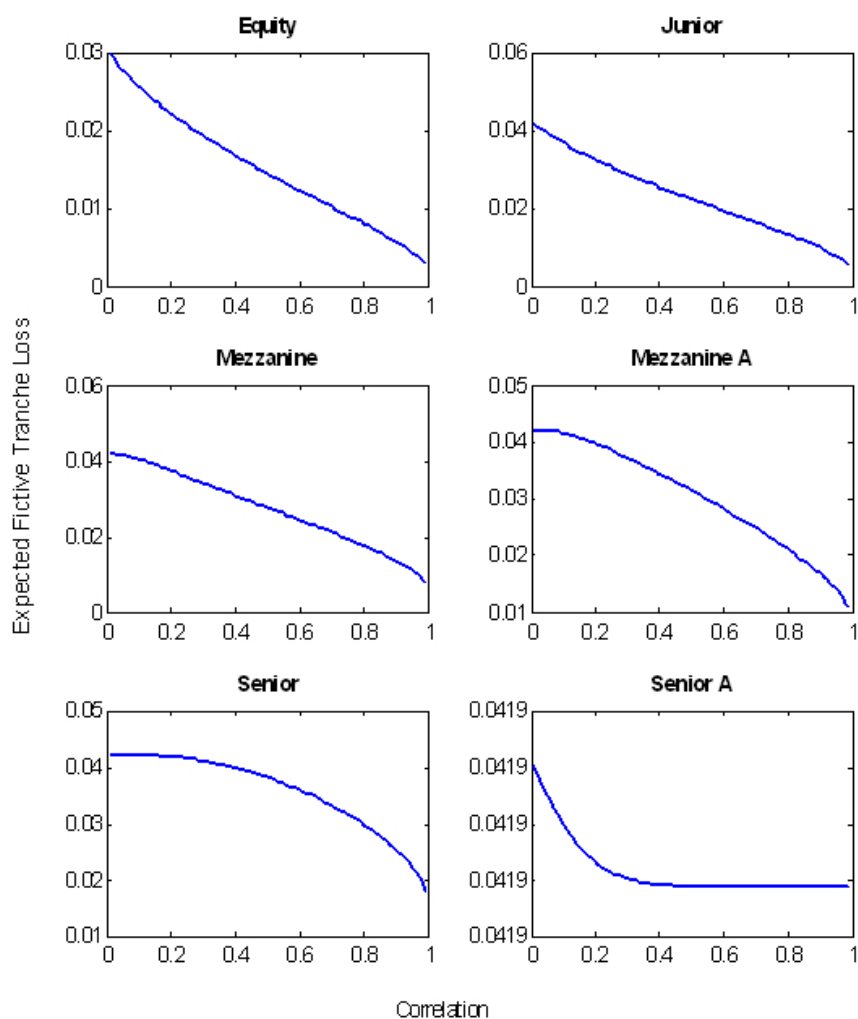 Equity Junior
0.03 0.06
0.02 0.04
0.01 0.02
0 0
0 0.2 0.4 0.6 0.8 1 0 0.2 0.4 0.6 0.8 1
Mezzanine Mezzanine A
0.06 0.05
0.04 0.04
0.03
0.02 0.02
0 0.01
0 0.2 0.4 0.6 0.8 1 0 0.2 0.4 0.6 0.8 1
Expected Fictive Tranche Loss
Senior Senior A
0.05 0.0419
0.04 0.0419
0.03 0.0419
0.02 0.0419
0.01 0.0419
0 0.2 0.4 0.6 0.8 1 0 0.2 0.4 0.6 0.8 1
Correlation